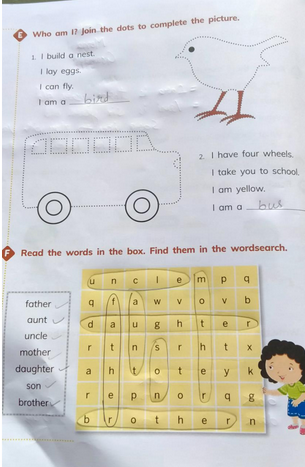 E Who am I? Join the dots to complete the picture.
1. I build a nest.
I lay eggs.
I can fly.
I am a bird
2. I have four wheels.
I take you to school.
I am yellow.
I am a bus
F Read the words in the box. Find them in the wordsearch.
father
aunt
uncle
mother
daughter
son
brother
u n c l e m p q
q f a w v o v b
d a u g h t e r
r t n s r h t x
a h t o t e y k
r e p n o r q g
b r o t h e r n